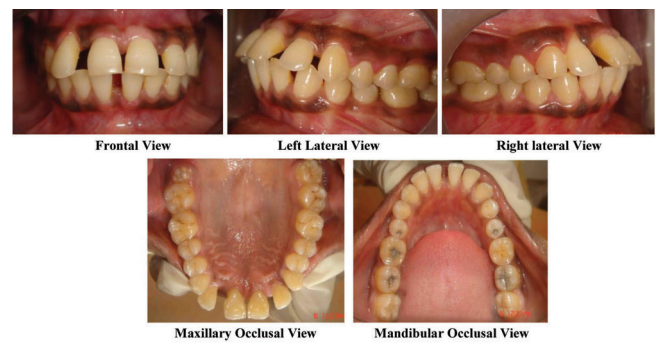 Frontal View
Left Lateral View
Right lateral View
Maxillary Occlusal View
Mandibular Occlusal View